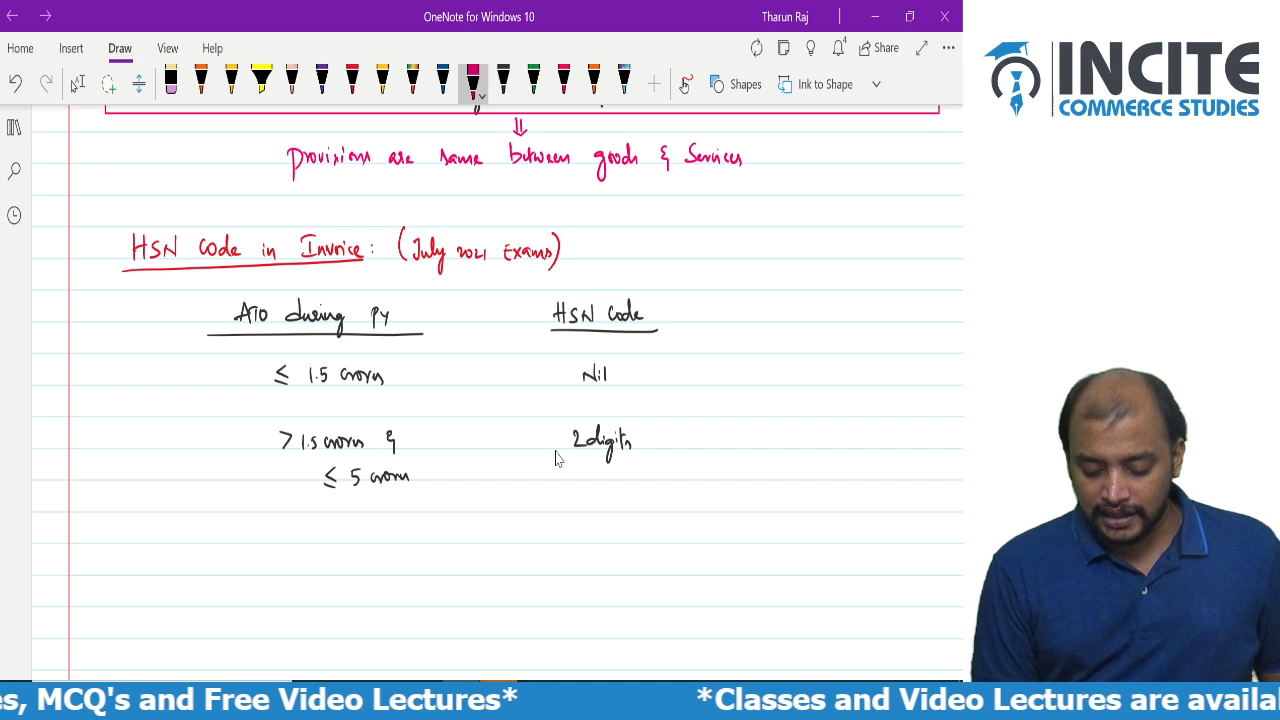 OneNote for Windows 10
Tharun Raj
Home Insert Draw View Help
4 Share
Shapes Ink to Shape
Provisions are same between goods & Services
HSN Code in Invoice: (July 2021 Exams)
ATO during PY HSN Code
≤ 1.5 crores Nil
> 1.5 crores & 2 digits
≤ 5 crores
INCITE
COMMERCE STUDIES
es, MCQ's and Free Video Lectures* *Classes and Video Lectures are availa